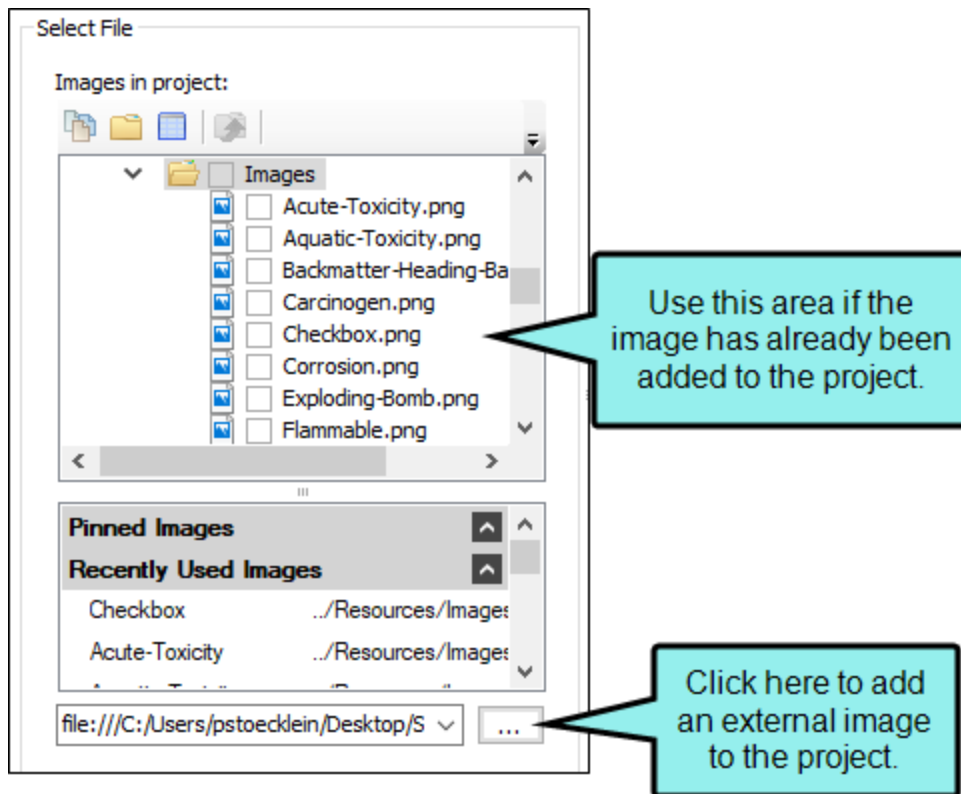 Select File
Images in project:
Images
Acute-Toxicity.png
Aquatic-Toxicity.png
Backmatter-Heading-Ba
Carcinogen.png
Checkbox.png
Corrosion.png
Exploding-Bomb.png
Flammable.png
Use this area if the
image has already been
added to the project.
Pinned Images
Recently Used Images
Checkbox ../Resources/Images
Acute-Toxicity ../Resources/Images
file:///C:/Users/pstoecklein/Desktop/S ...
Click here to add
an external image
to the project.